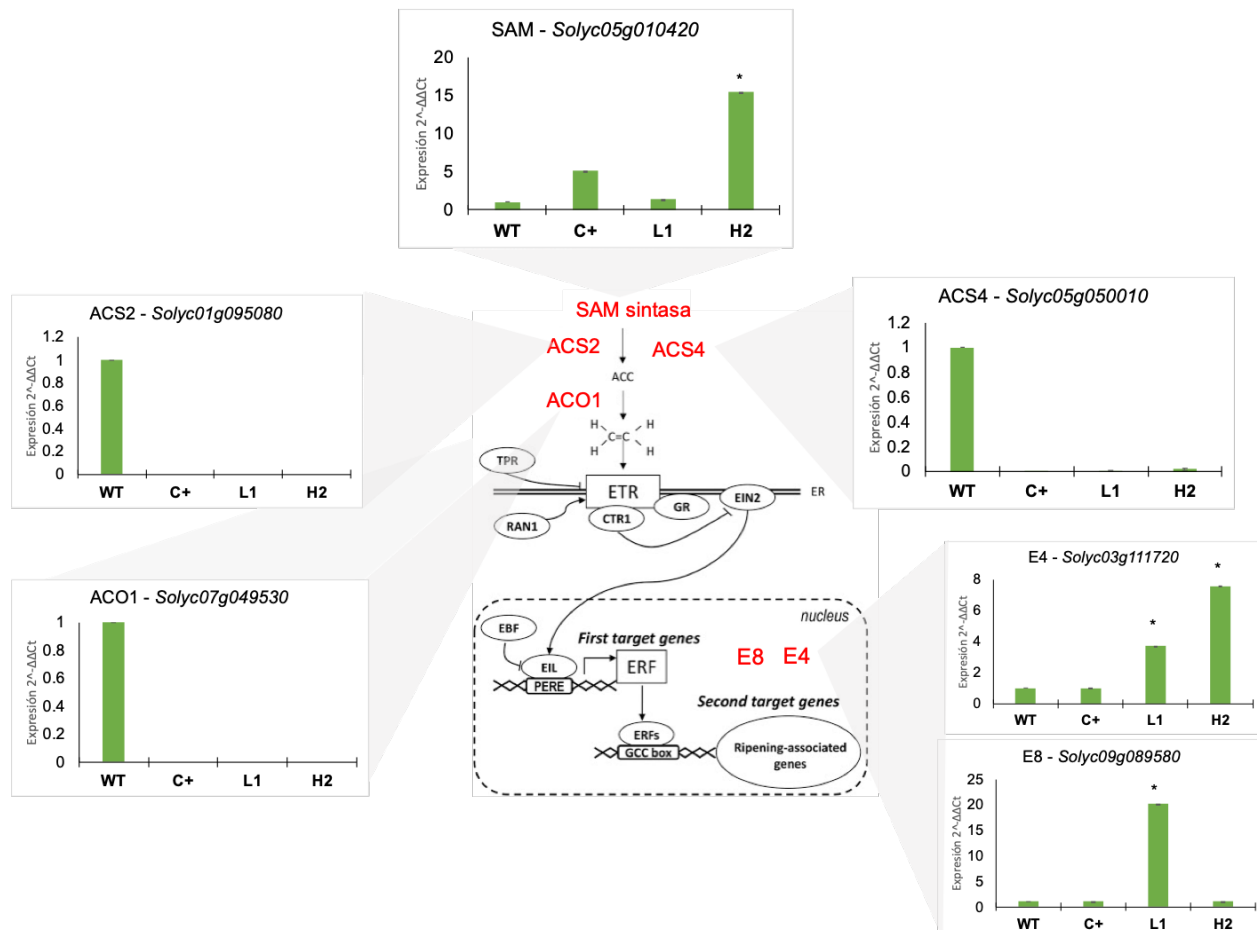 SAM - Solyc05g010420
Expresión 2^-ΔΔCt
20
15
10
5
0
*
WT C+ L1 H2
ACS2 - Solyc01g095080
Expresión 2^-ΔΔCt
1.2
1
0.8
0.6
0.4
0.2
0
WT C+ L1 H2
ACS4 - Solyc05g050010
Expresión 2^-ΔΔCt
1.2
1
0.8
0.6
0.4
0.2
0
WT C+ L1 H2
SAM sintasa
ACS2 ACS4
ACC
ACO1
H H
C=C
H H
TPR
ETR
ER
EIN2
GR
CTR1
RAN1
nucleus
EBF
First target genes
EIL
ERF
PERE
E8 E4
Second target genes
ERFs
GCC box
Ripening-associated
genes
ACO1 - Solyc07g049530
Expresión 2^-ΔΔCt
1
0.8
0.6
0.4
0.2
0
WT C+ L1 H2
E4 - Solyc03g111720
Expresión 2^-ΔΔCt
8
6
4
2
0
* *
WT C+ L1 H2
E8 - Solyc09g089580
Expresión 2^-ΔΔCt
25
20
15
10
5
0
*
WT C+ L1 H2